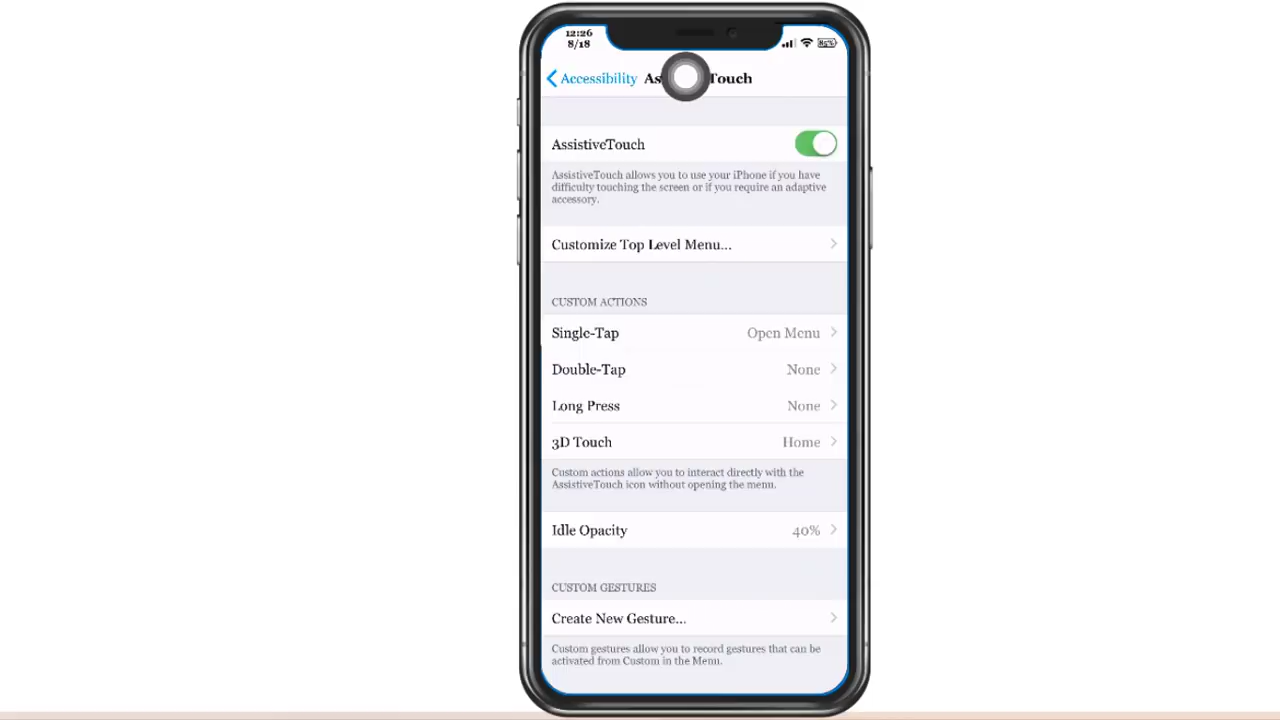 12:26
8/18
85%
Accessibility As Touch
AssistiveTouch
AssistiveTouch allows you to use your iPhone if you have
difficulty touching the screen or if you require an adaptive
accessory.
Customize Top Level Menu...
CUSTOM ACTIONS
Single-Tap Open Menu
Double-Tap None
Long Press None
3D Touch Home
Custom actions allow you to interact directly with the
AssistiveTouch icon without opening the menu.
Idle Opacity 40%
CUSTOM GESTURES
Create New Gesture...
Custom gestures allow you to record gestures that can be
activated from Custom in the Menu.